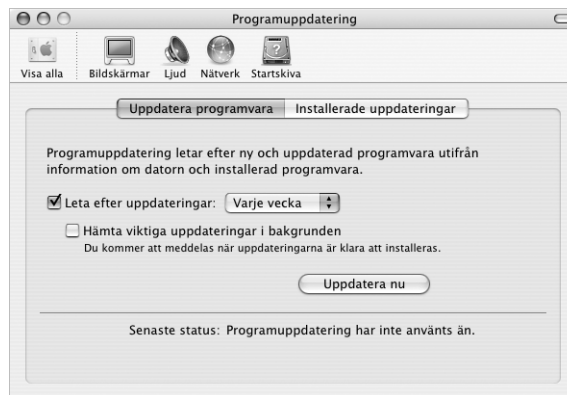 Programuppdatering
Visa alla Bildskärmar Ljud Nätverk Startskiva
Uppdatera programvara Installerade uppdateringar
Programuppdatering letar efter ny och uppdaterad programvara utifrån
information om datorn och installerad programvara.
Leta efter uppdateringar: Varje vecka
Hämta viktiga uppdateringar i bakgrunden
Du kommer att meddelas när uppdateringarna är klara att installeras.
Uppdatera nu
Senaste status: Programuppdatering har inte använts än.